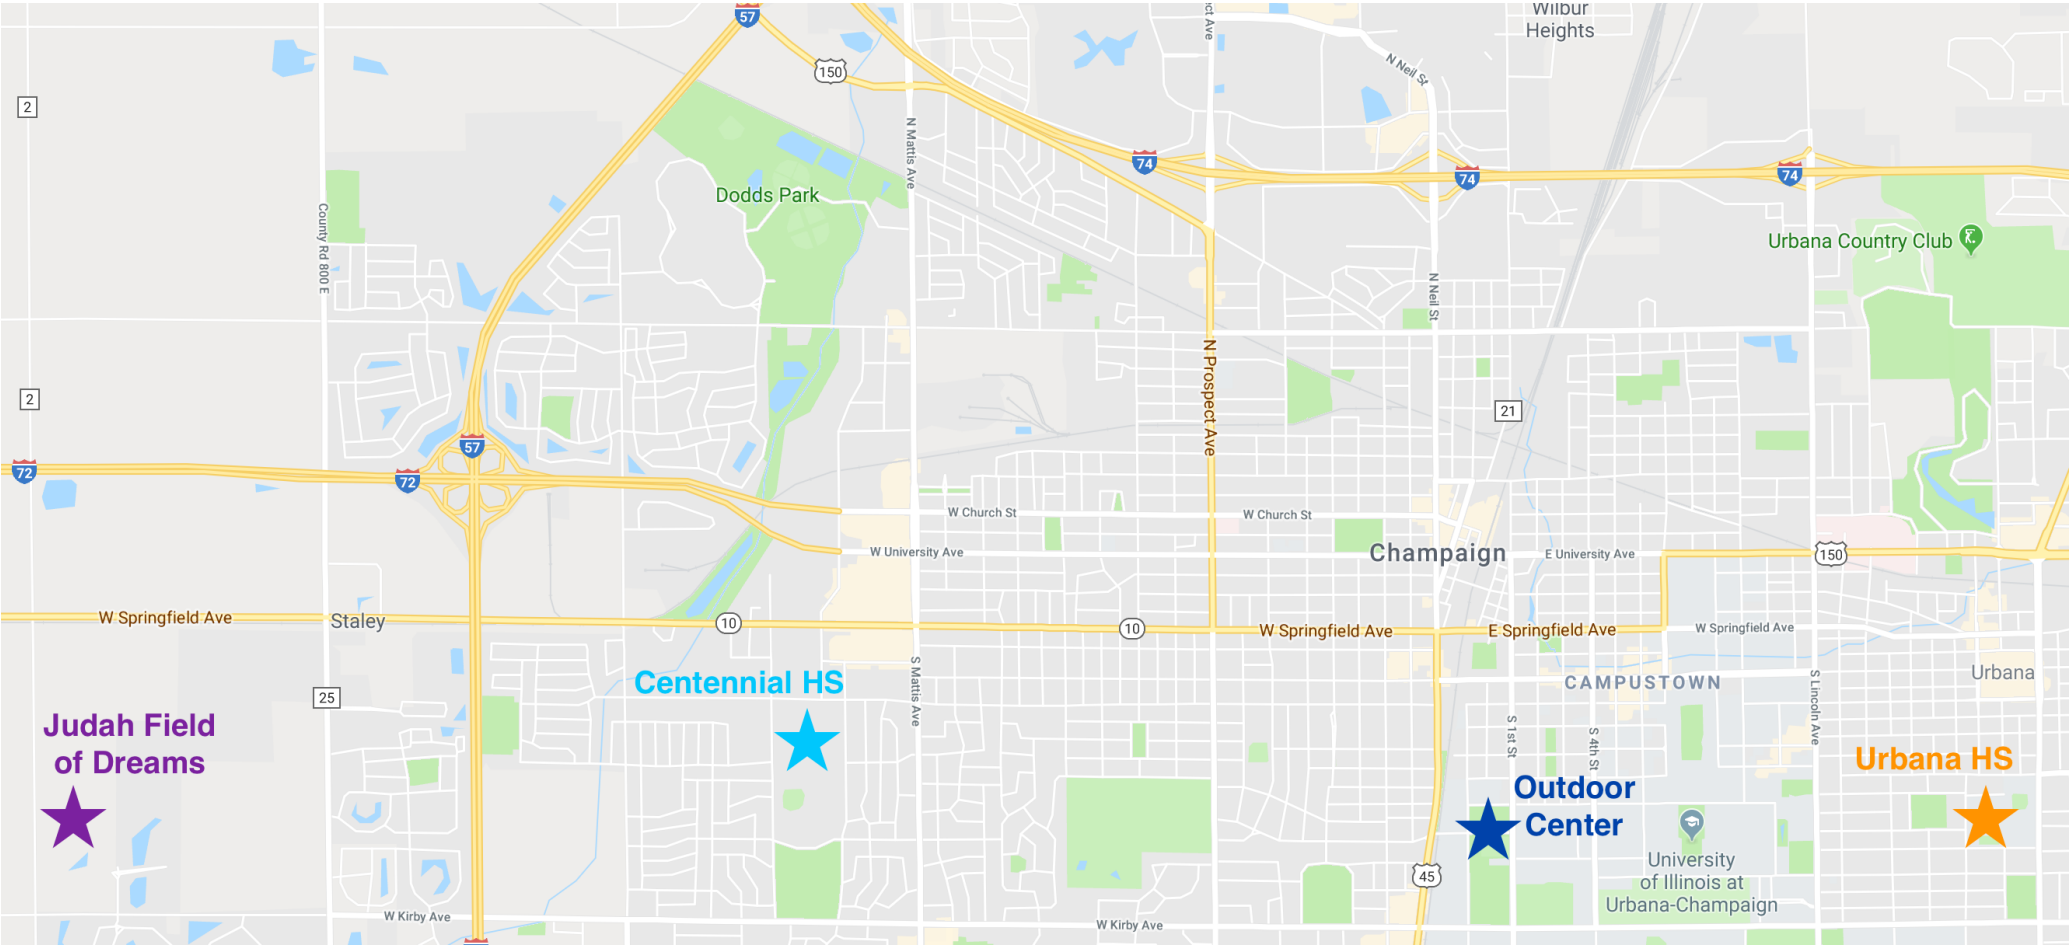 57
150
ct Ave
Wilbur
Heights
N Neil St
2
N Mattis Ave
74
74
74
Dodds Park
County Rd 800 E
Urbana Country Club
N Neil St
N Prospect Ave
2
21
57
72
72
W Church St
W Church St
W University Ave
Champaign
E University Ave
150
W Springfield Ave
Staley
10
10
W Springfield Ave
E Springfield Ave
W Springfield Ave
Centennial HS
S Mattis Ave
CAMPUSTOWN
Urbana
25
Judah Field
of Dreams
S 1st St
S 4th St
S Lincoln Ave
Urbana HS
Outdoor
Center
University
of Illinois at
Urbana-Champaign
45
W Kirby Ave
W Kirby Ave